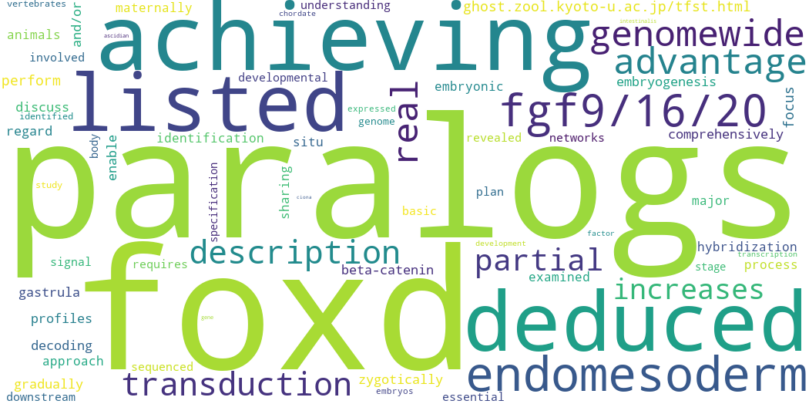 vertebrates
maternally
chordate
understanding
ghost.zool.kyoto-u.ac.jp/tfst.html
and/or
achieving
intestinalis
genomewide
animals
ascidian
involved
advantage
listed
developmental
perform
embryonic
embryogenesis
focus
discuss
real
fgf9/16/20
identified
expressed
genome
regard
body
enable
identification
situ
revealed
networks
comprehensively
paralogs
study
specification
sharing
ciona
plan
basic
major
factor
description
development
hybridization
transcription
signal
requires
beta-catenin
partial
stage
process
examined
foxd
gastrula
increases
profiles
gene
deduced
decoding
approach
sequenced
endomesoderm
gradually
transduction
zygotically
downstream
embryos
essential